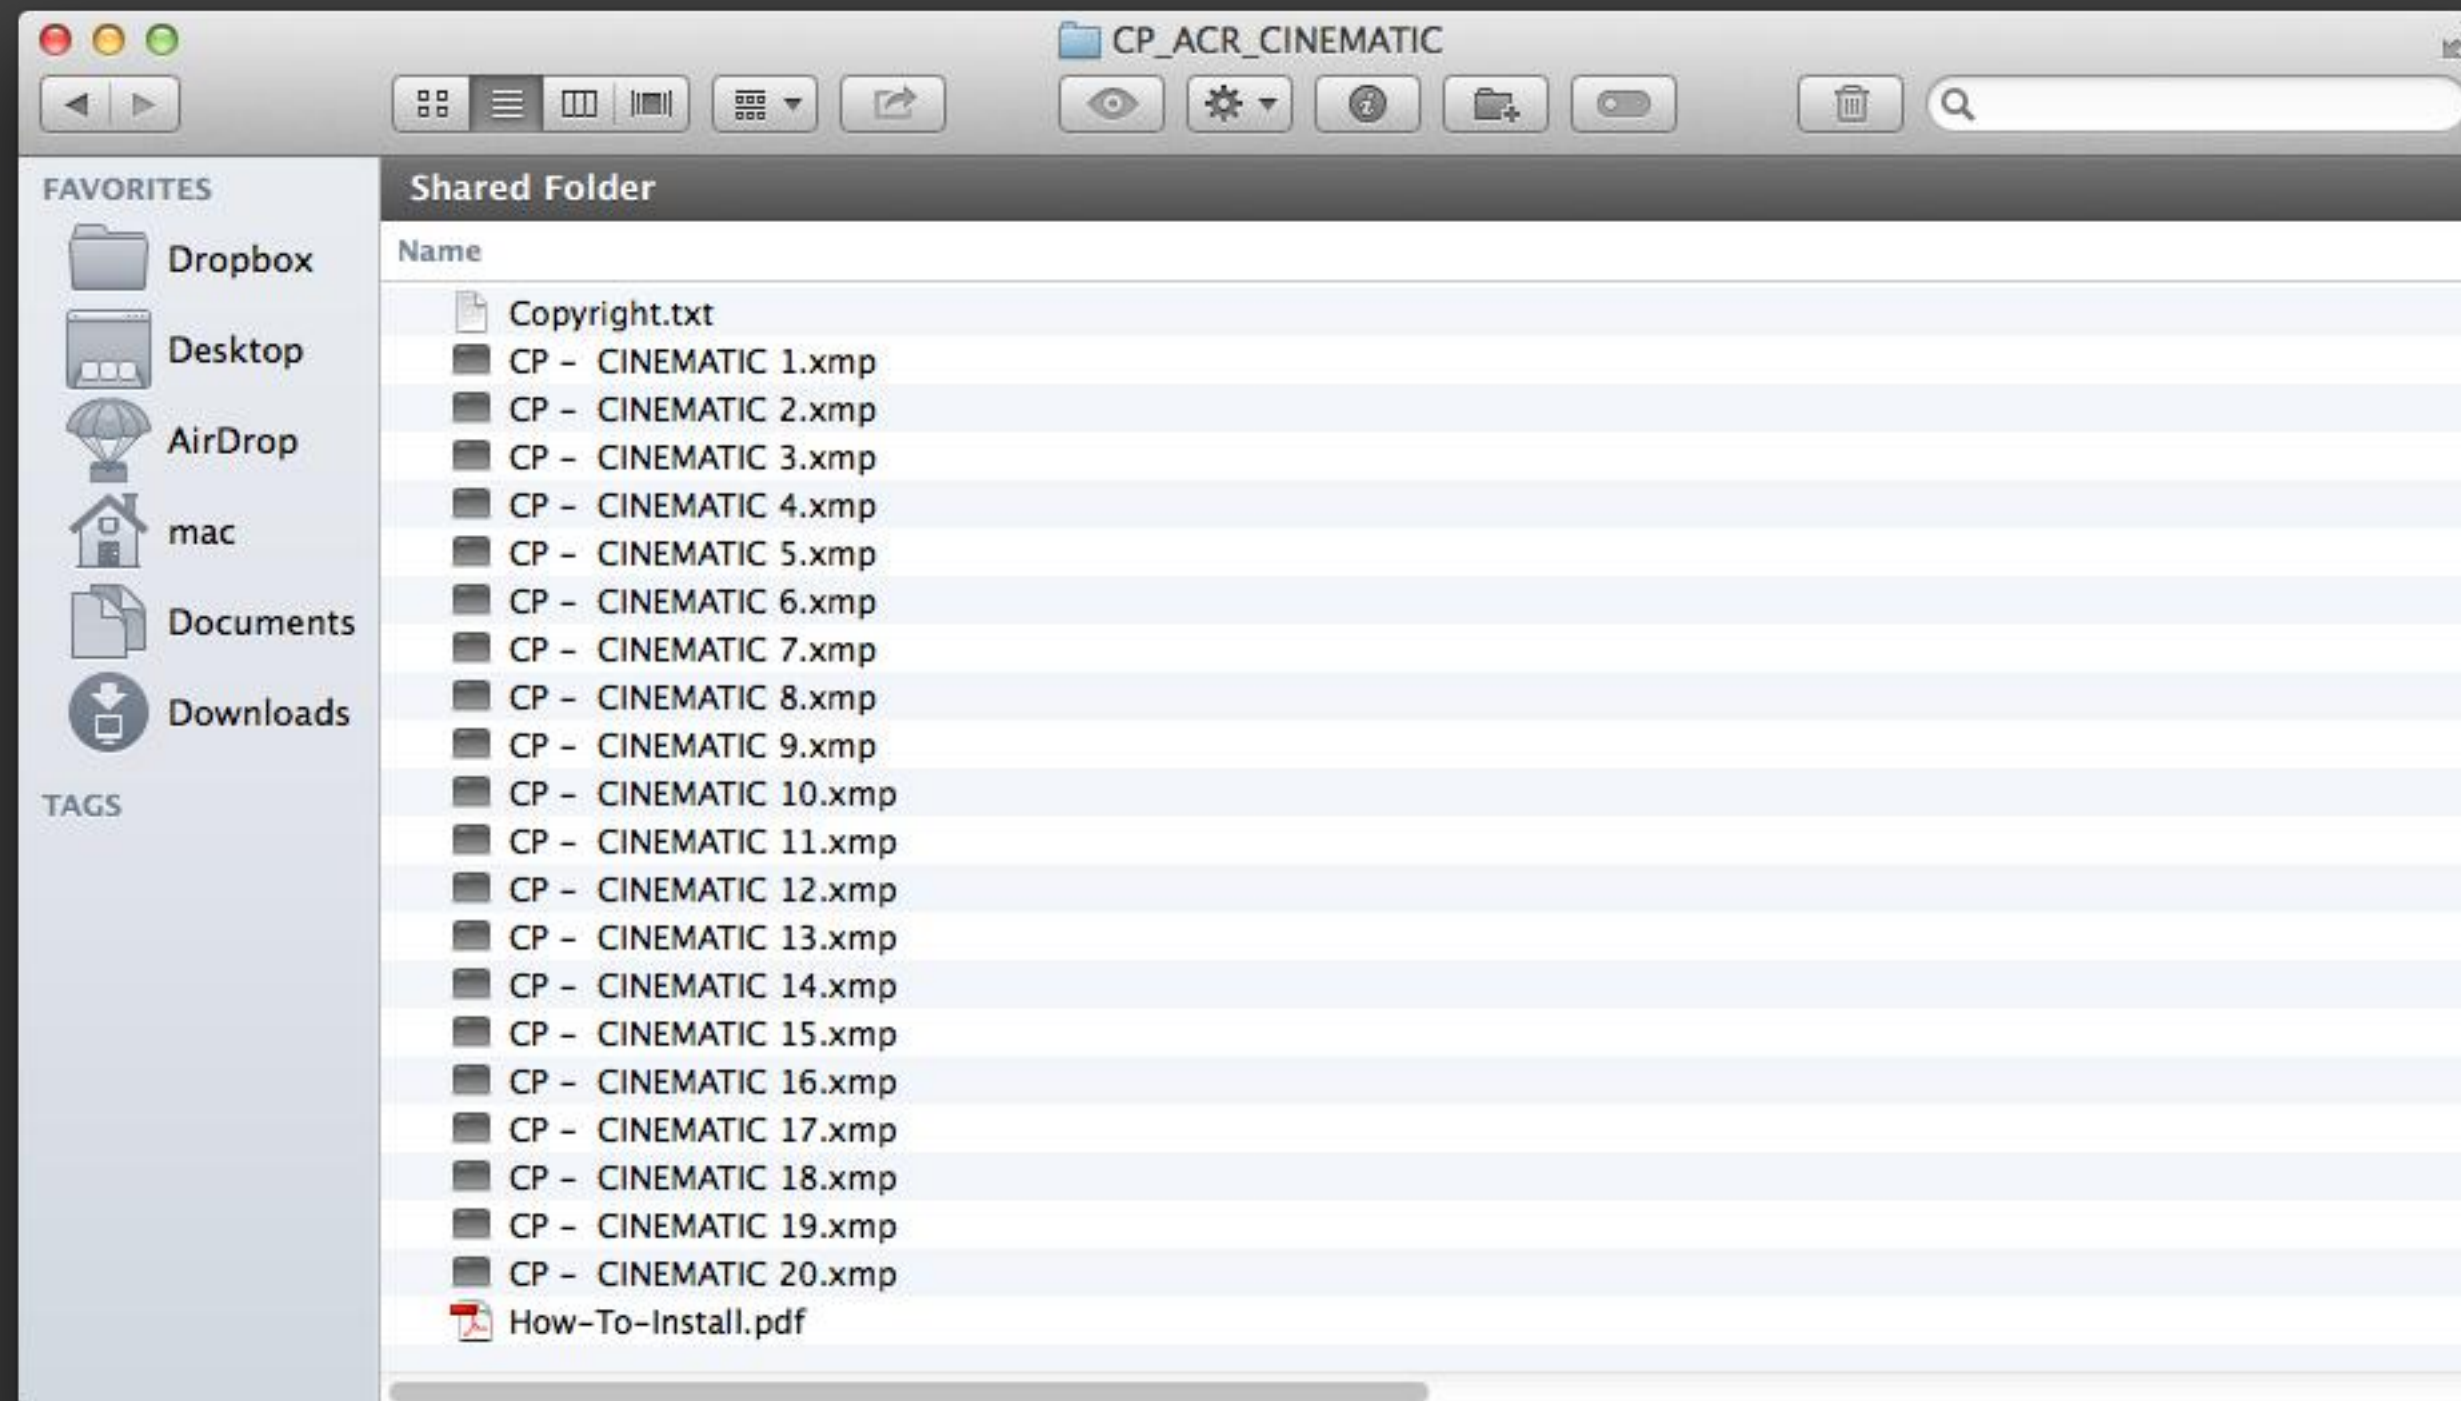 CP_ACR_CINEMATIC
FAVORITES
Dropbox
Desktop
AirDrop
mac
Documents
Downloads
TAGS
Shared Folder
Name
Copyright.txt
CP -  CINEMATIC 1.xmp
CP -  CINEMATIC 2.xmp
CP -  CINEMATIC 3.xmp
CP -  CINEMATIC 4.xmp
CP -  CINEMATIC 5.xmp
CP -  CINEMATIC 6.xmp
CP -  CINEMATIC 7.xmp
CP -  CINEMATIC 8.xmp
CP -  CINEMATIC 9.xmp
CP -  CINEMATIC 10.xmp
CP -  CINEMATIC 11.xmp
CP -  CINEMATIC 12.xmp
CP -  CINEMATIC 13.xmp
CP -  CINEMATIC 14.xmp
CP -  CINEMATIC 15.xmp
CP -  CINEMATIC 16.xmp
CP -  CINEMATIC 17.xmp
CP -  CINEMATIC 18.xmp
CP -  CINEMATIC 19.xmp
CP -  CINEMATIC 20.xmp
How-To-Install.pdf